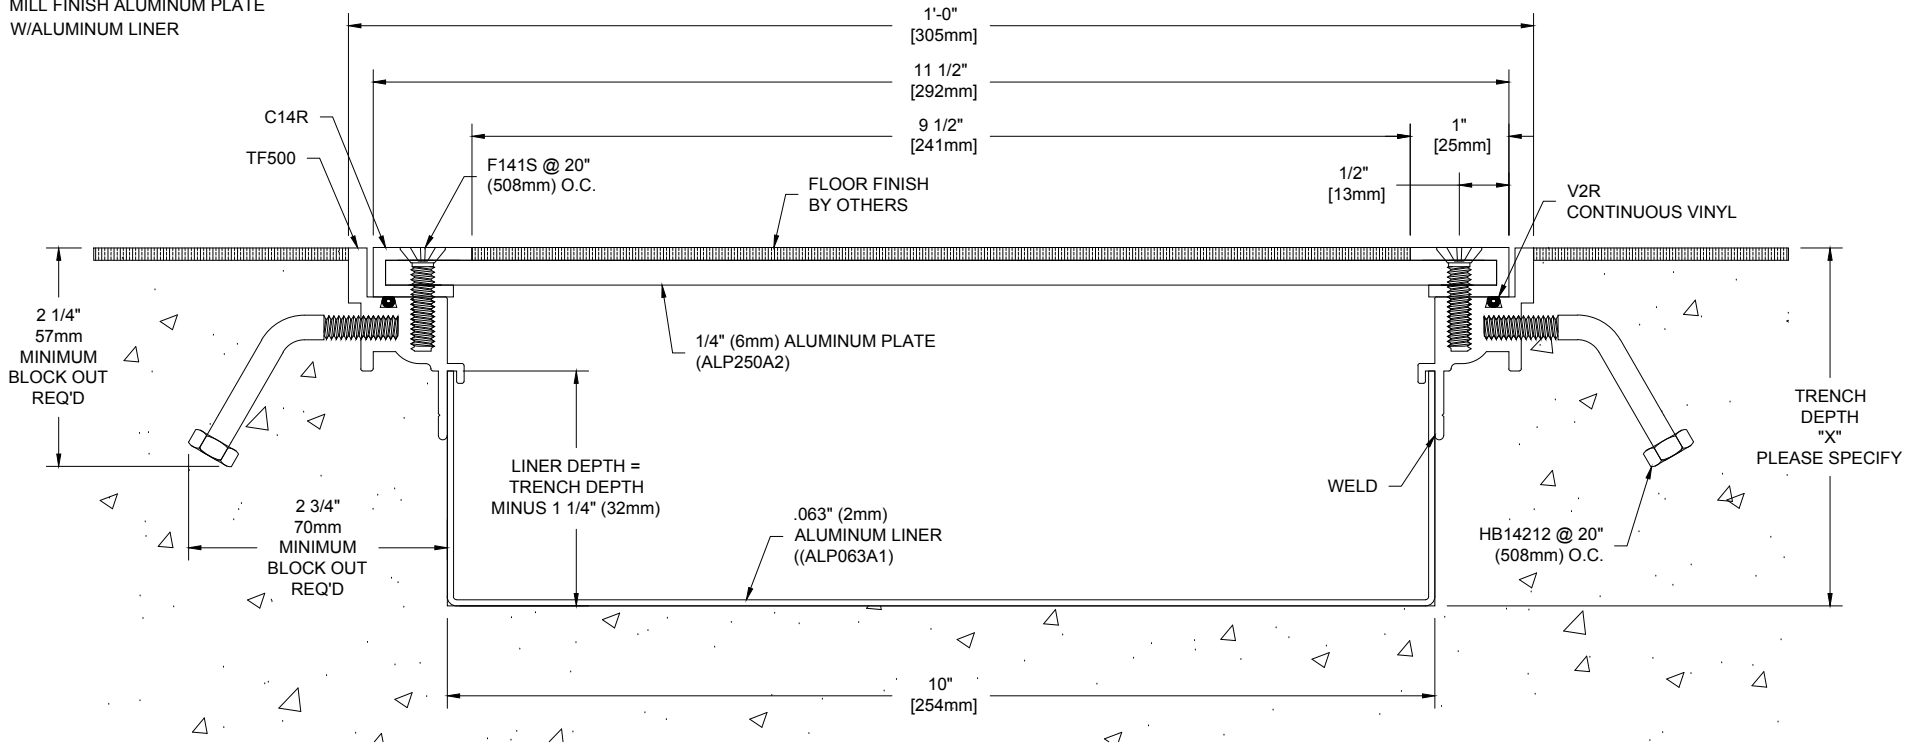 MILL FINISH ALUMINUM PLATE
W/ALUMINUM LINER
1'-0"
[305mm]
11 1/2"
[292mm]
9 1/2"
[241mm]
1"
[25mm]
1/2"
[13mm]
C14R
TF500
F141S @ 20"
(508mm) O.C.
FLOOR FINISH
BY OTHERS
V2R
CONTINUOUS VINYL
2 1/4"
57mm
MINIMUM
BLOCK OUT
REQ'D
1/4" (6mm) ALUMINUM PLATE
(ALP250A2)
TRENCH
DEPTH
"X"
PLEASE SPECIFY
LINER DEPTH =
TRENCH DEPTH
MINUS 1 1/4" (32mm)
WELD
2 3/4"
70mm
MINIMUM
BLOCK OUT
REQ'D
.063" (2mm)
ALUMINUM LINER
((ALP063A1)
HB14212 @ 20"
(508mm) O.C.
10"
[254mm]